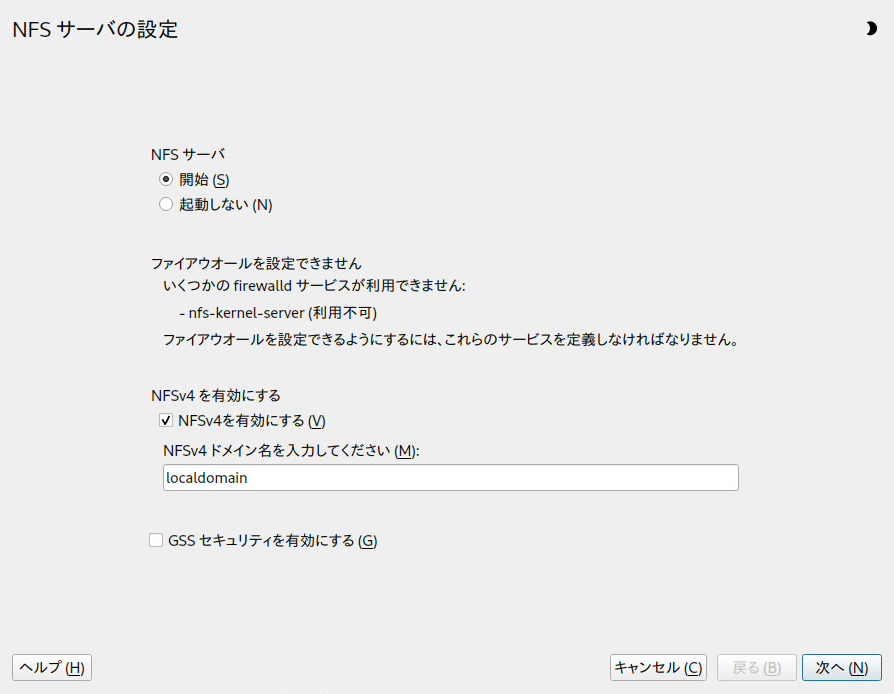 NFS サーバの設定
NFS サーバ
開始 (S)
起動しない (N)
ファイアウオールを設定できません
いくつかの firewalld サービスが利用できません:
- nfs-kernel-server (利用不可)
ファイアウオールを設定できるようにするには、これらのサービスを定義しなければなりません。
NFSv4 を有効にする
NFSv4を有効にする (V)
NFSv4 ドメイン名を入力してください (M):
localdomain
GSS セキュリティを有効にする (G)
ヘルプ (H)
キャンセル (C)
戻る (B)
次へ (N)